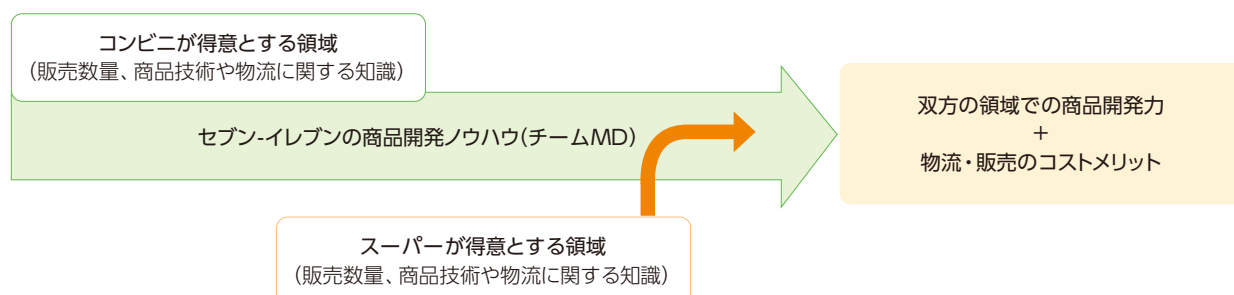 コンビニが得意とする領域
（販売数量、商品技術や物流に関する知識）
セブン-イレブンの商品開発ノウハウ（チームMD）
スーパーが得意とする領域
（販売数量、商品技術や物流に関する知識）
双方の領域での商品開発力
+
物流・販売のコストメリット